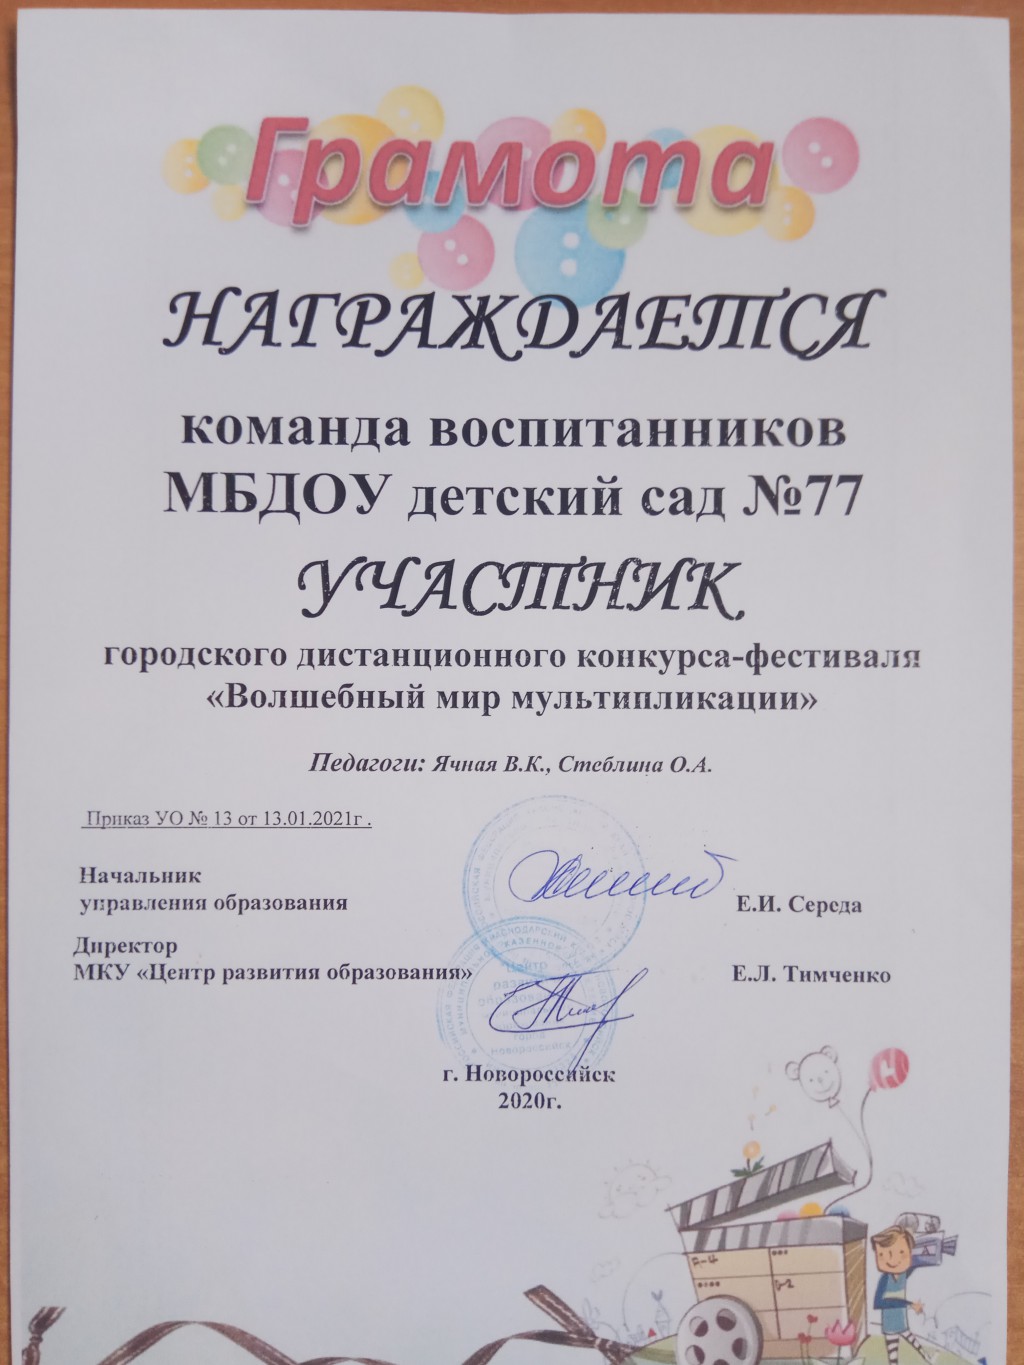 Грамота
НАГРАЖДАЕТСЯ
команда воспитанников
МБДОУ детский сад №77
УЧАСТНИК
городского дистанционного конкурса-фестиваля
«Волшебный мир мультипликации»
Педагоги: Ячная В.К., Стеблина О.А.
Приказ УО № 13 от 13.01.2021г .
Начальник
управления образования
Е.И. Середа
Директор
МКУ «Центр развития образования»
Е.Л. Тимченко
г. Новороссийск
2020г.